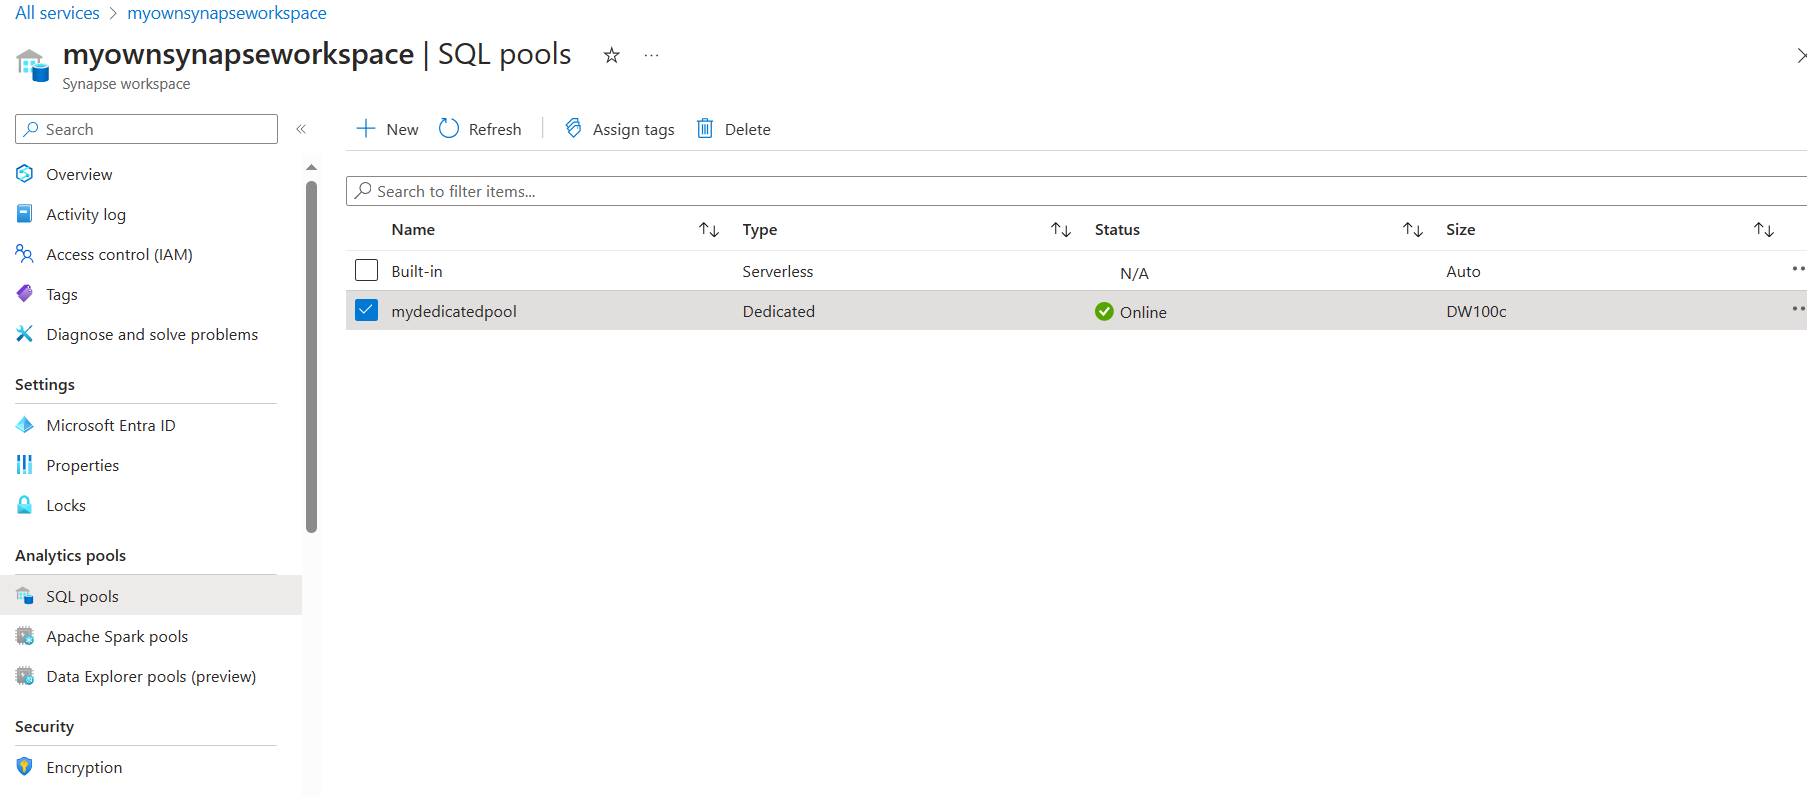 All services > myownsynapseworkspace
myownsynapseworkspace | SQL pools
Synapse workspace
Search
Overview
Activity log
Access control (IAM)
Tags
Diagnose and solve problems
Settings
Microsoft Entra ID
Properties
Locks
Analytics pools
SQL pools
Apache Spark pools
Data Explorer pools (preview)
Security
Encryption
New Refresh Assign tags Delete
Search to filter items...
Name Type Status Size
Built-in Serverless N/A Auto
mydedicatedpool Dedicated Online DW100c